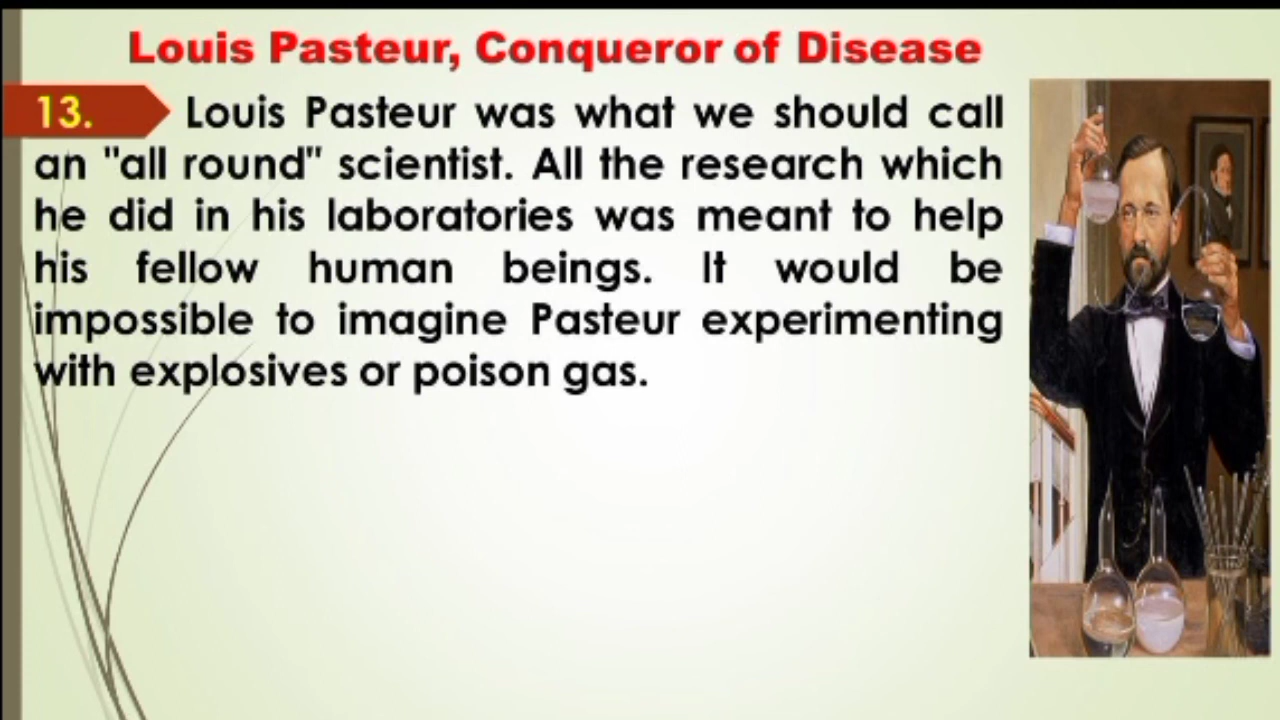 Louis Pasteur, Conqueror of Disease
13. Louis Pasteur was what we should call
an "all round" scientist. All the research which
he did in his laboratories was meant to help
his fellow human beings. It would be
impossible to imagine Pasteur experimenting
with explosives or poison gas.